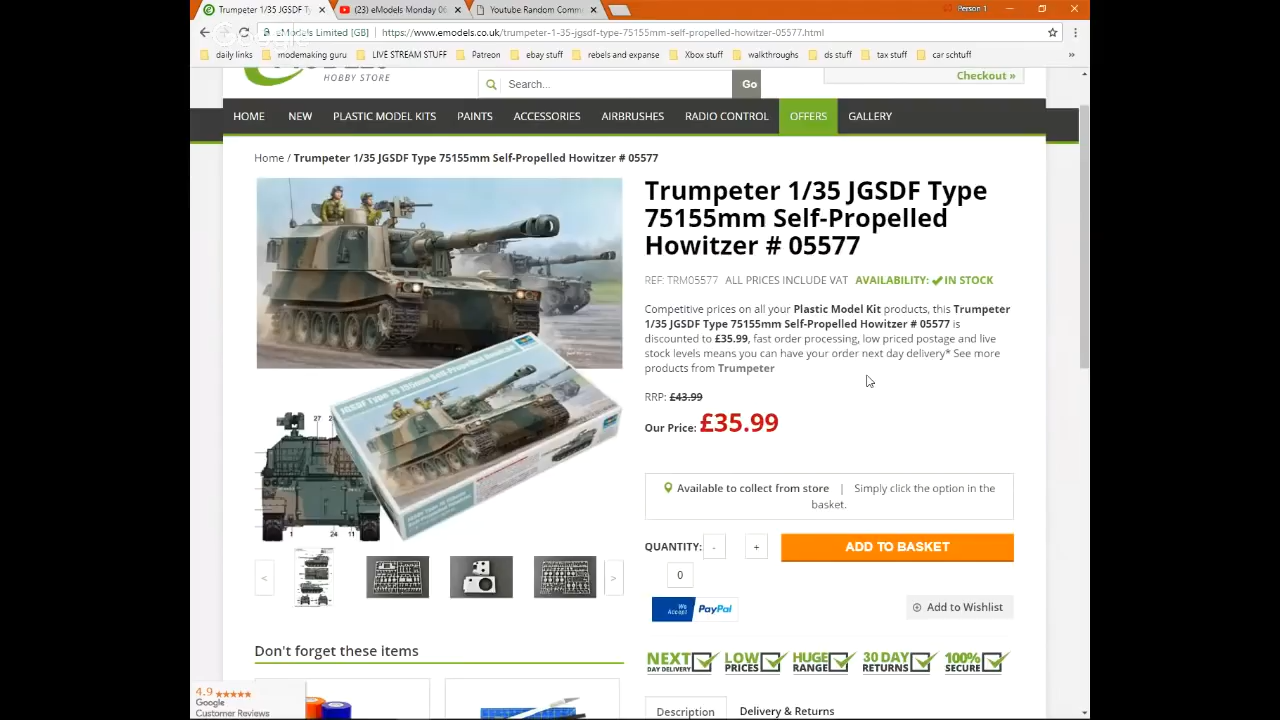 Trumpeter 1/35 JGSDF Ty
(23) eModels Monday 06
Youtube Random Comm
Person 1
eModels Limited [GB]
https://www.emodels.co.uk/trumpeter-1-35-jgsdf-type-75155mm-self-propelled-howitzer-05577.html
daily links
modemaking guru
LIVE STREAM STUFF
Patreon
ebay stuff
rebels and expanse
Xbox stuff
walkthroughs
ds stuff
tax stuff
car schtuff
»
HOBBY STORE
Search...
Go
Checkout »
HOME
NEW
PLASTIC MODEL KITS
PAINTS
ACCESSORIES
AIRBRUSHES
RADIO CONTROL
OFFERS
GALLERY
Home / Trumpeter 1/35 JGSDF Type 75155mm Self-Propelled Howitzer # 05577
Trumpeter 1/35 JGSDF Type
75155mm Self-Propelled
Howitzer # 05577
REF: TRM05577 ALL PRICES INCLUDE VAT AVAILABILITY: IN STOCK
Competitive prices on all your Plastic Model Kit products, this Trumpeter
1/35 JGSDF Type 75155mm Self-Propelled Howitzer # 05577 is
discounted to £35.99, fast order processing, low priced postage and live
stock levels means you can have your order next day delivery* See more
products from Trumpeter
RRP: £43.99
Our Price: £35.99
Available to collect from store | Simply click the option in the
basket.
QUANTITY: - +
0
ADD TO BASKET
We Accept PayPal
Add to Wishlist
27
1 24 11
< >
Don't forget these items
NEXT DAY DELIVERY
LOW PRICES
HUGE RANGE
30 DAY RETURNS
100% SECURE
4.9
Google
Customer Reviews
Description
Delivery & Returns